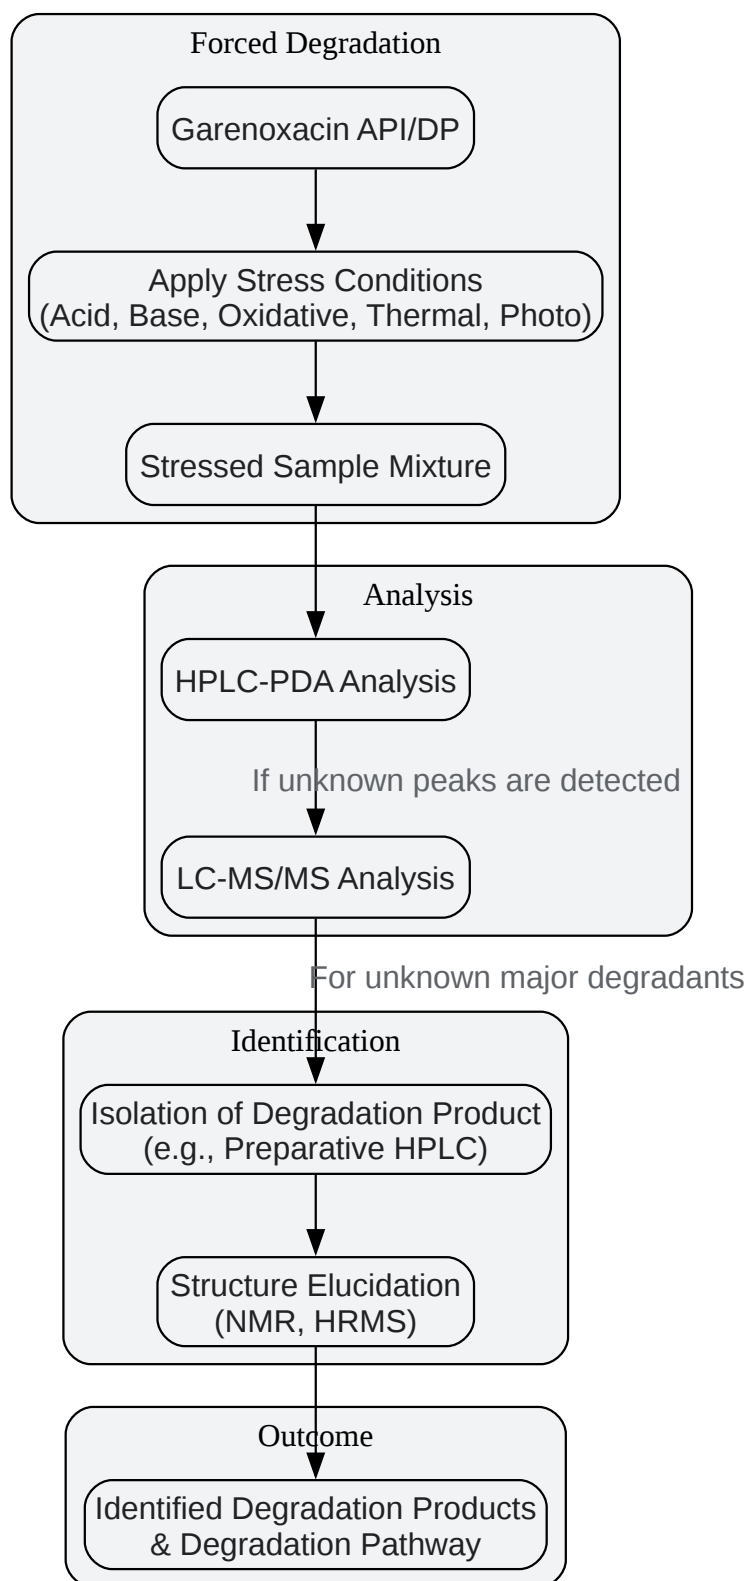 Forced Degradation
Garenoxacin API/DP
Apply Stress Conditions
(Acid, Base, Oxidative, Thermal, Photo)
Stressed Sample Mixture
Analysis
HPLC-PDA Analysis
If unknown peaks are detected
LC-MS/MS Analysis
For unknown major degradants
Identification
Isolation of Degradation Product
(e.g., Preparative HPLC)
Structure Elucidation
(NMR, HRMS)
Outcome
Identified Degradation Products
& Degradation Pathway